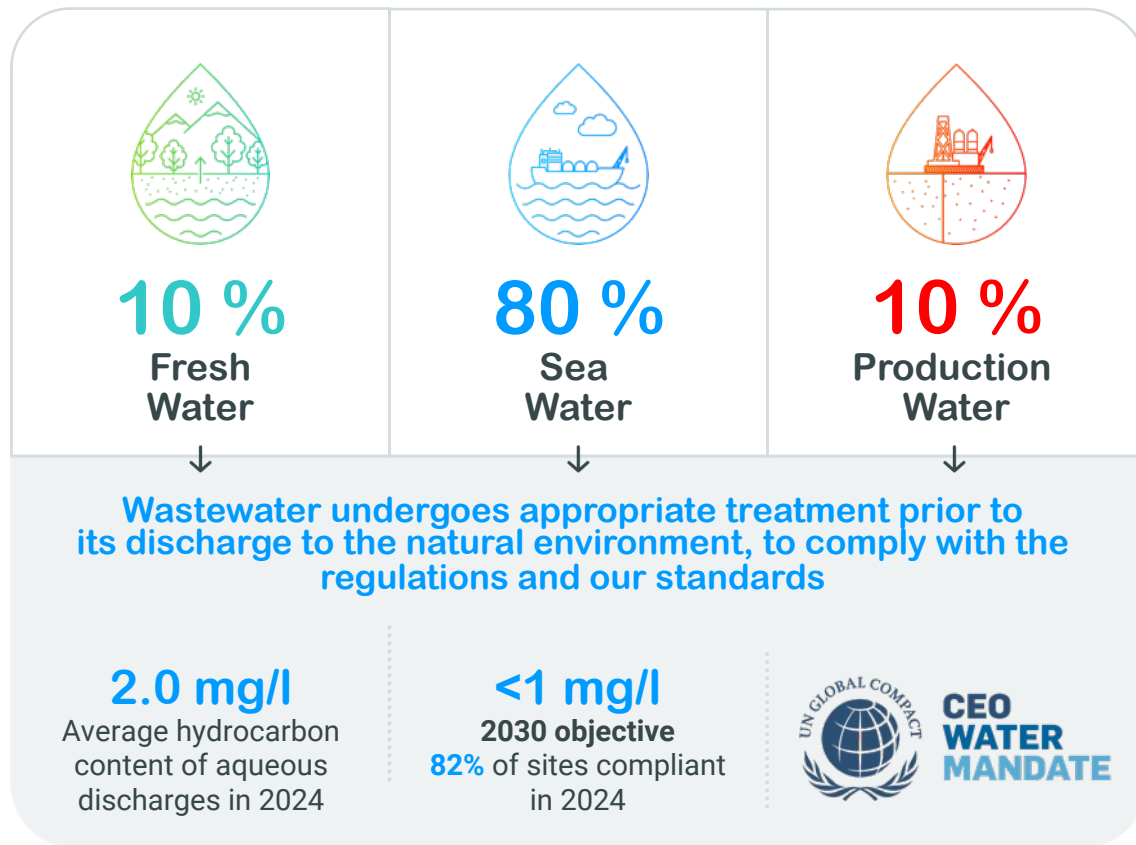 10 %
Fresh
Water
80 %
Sea
Water
10 %
Production
Water
Wastewater undergoes appropriate treatment prior to
its discharge to the natural environment, to comply with the
regulations and our standards
2.0 mg/l
Average hydrocarbon
content of aqueous
discharges in 2024
<1 mg/l
2030 objective
82% of sites compliant
in 2024
UN GLOBAL COMPACT
CEO
WATER
MANDATE